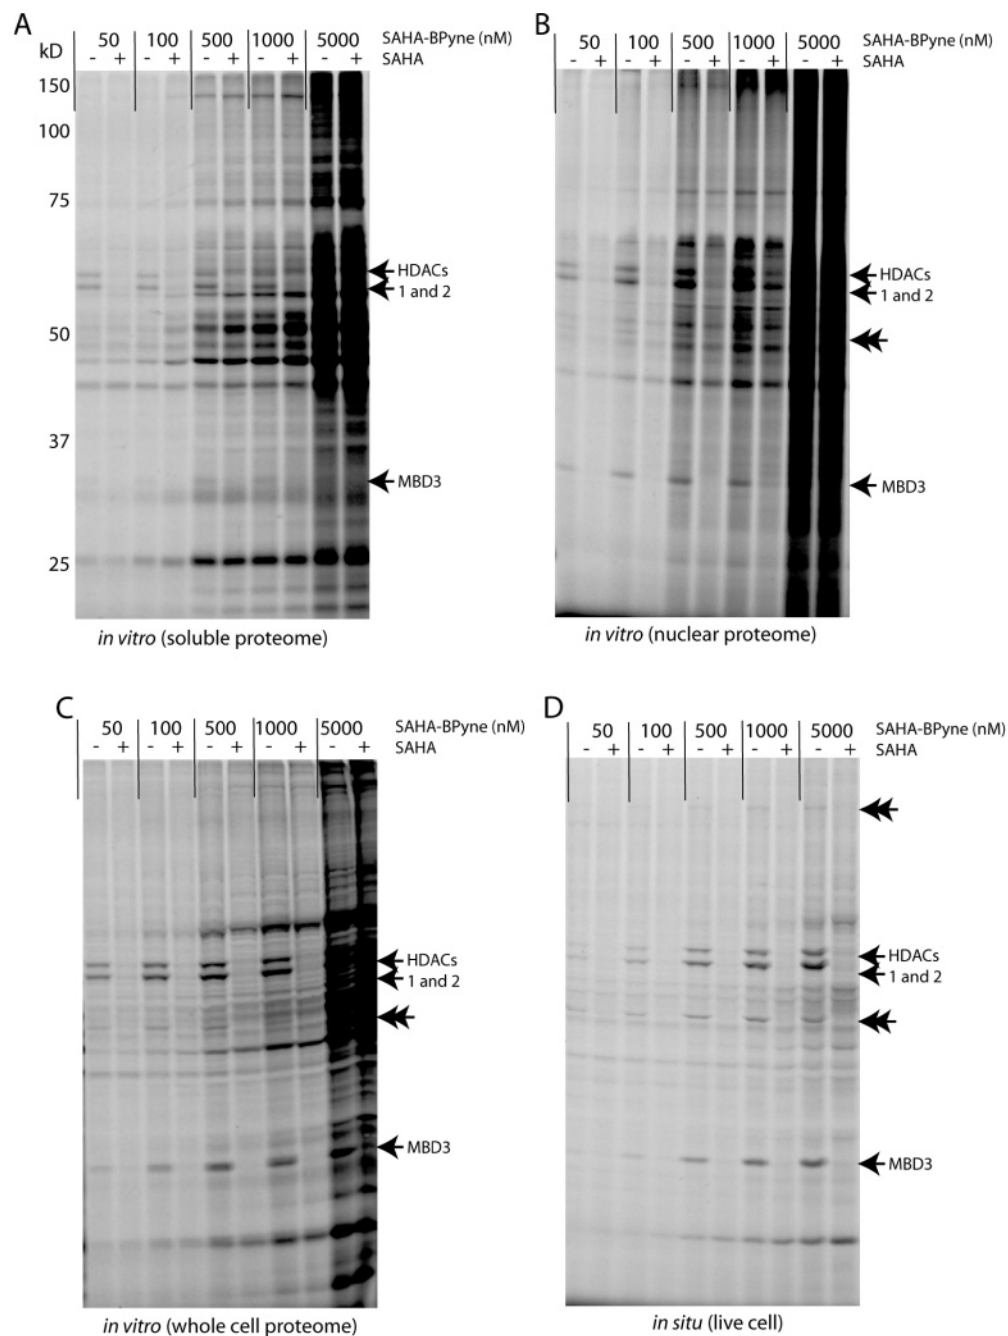 A
kD
50 100 500 1000 5000 SAHA-BPyne (nM)
- + - + - + - + - + SAHA
150
100
75
50
37
25
HDACs
1 and 2
MBD3
in vitro (soluble proteome)
B
50 100 500 1000 5000 SAHA-BPyne (nM)
- + - + - + - + - + SAHA
HDACs
1 and 2
MBD3
in vitro (nuclear proteome)
C
50 100 500 1000 5000 SAHA-BPyne (nM)
- + - + - + - + - + SAHA
HDACs
1 and 2
MBD3
in vitro (whole cell proteome)
D
50 100 500 1000 5000 SAHA-BPyne (nM)
- + - + - + - + - + SAHA
HDACs
1 and 2
MBD3
in situ (live cell)